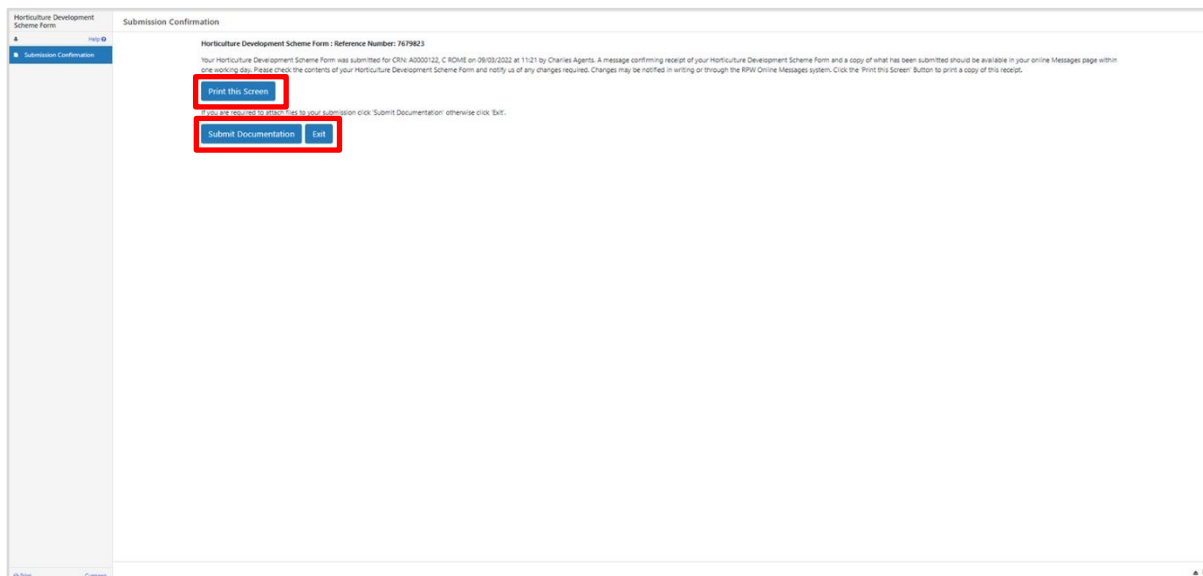 Horticulture Development
Scheme Form
Help
Submission Confirmation
Submission Confirmation
Horticulture Development Scheme Form : Reference Number: 7679823
Your Horticulture Development Scheme Form was submitted for CRN: A0000122, C ROME on 09/03/2022 at 11:21 by Charles Agents. A message confirming receipt of your Horticulture Development Scheme Form and a copy of what has been submitted should be available in your online Messages page within
one working day. Please check the contents of your Horticulture Development Scheme Form and notify us of any changes required. Changes may be notified in writing or through the RPW Online Messages system. Click the 'Print this Screen' Button to print a copy of this receipt.
Print this Screen
If you are required to attach files to your submission click 'Submit Documentation' otherwise click 'Exit'.
Submit Documentation Exit
Print